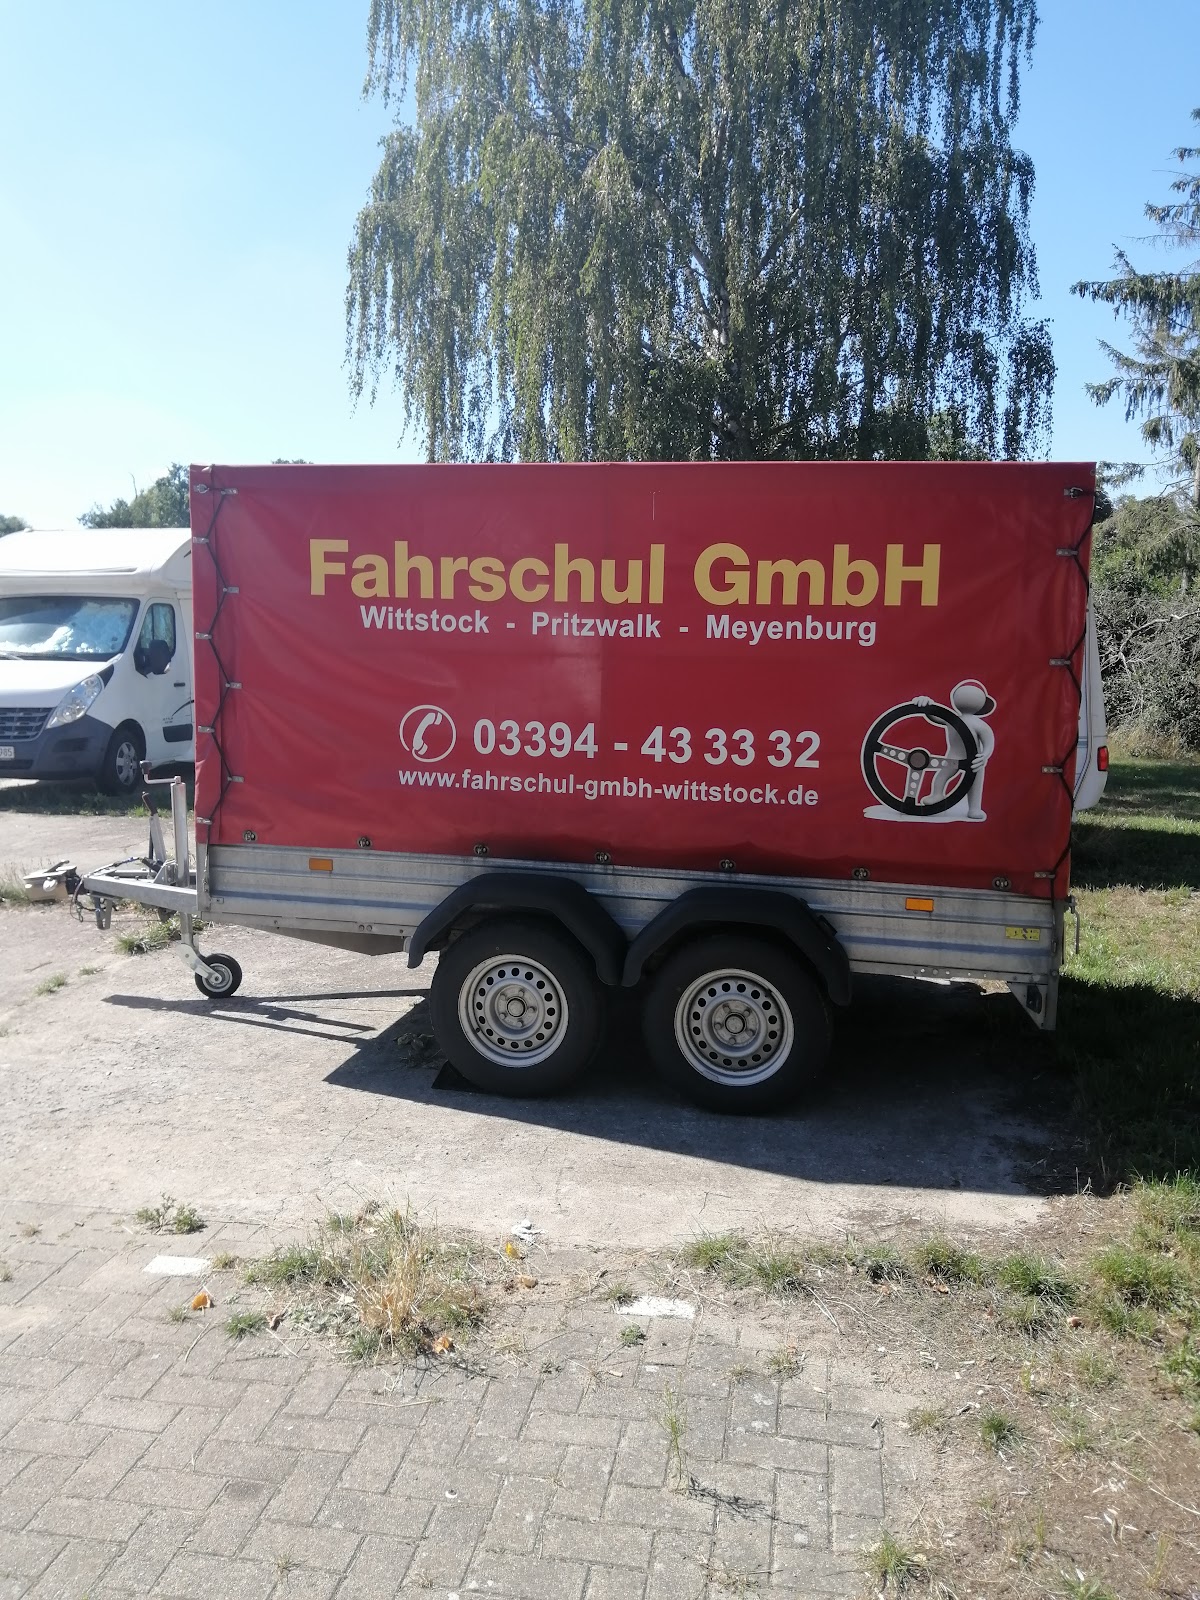 Fahrschul GmbH
Wittstock - Pritzwalk - Meyenburg
03394 - 43 33 32
www.fahrschul-gmbh-wittstock.de